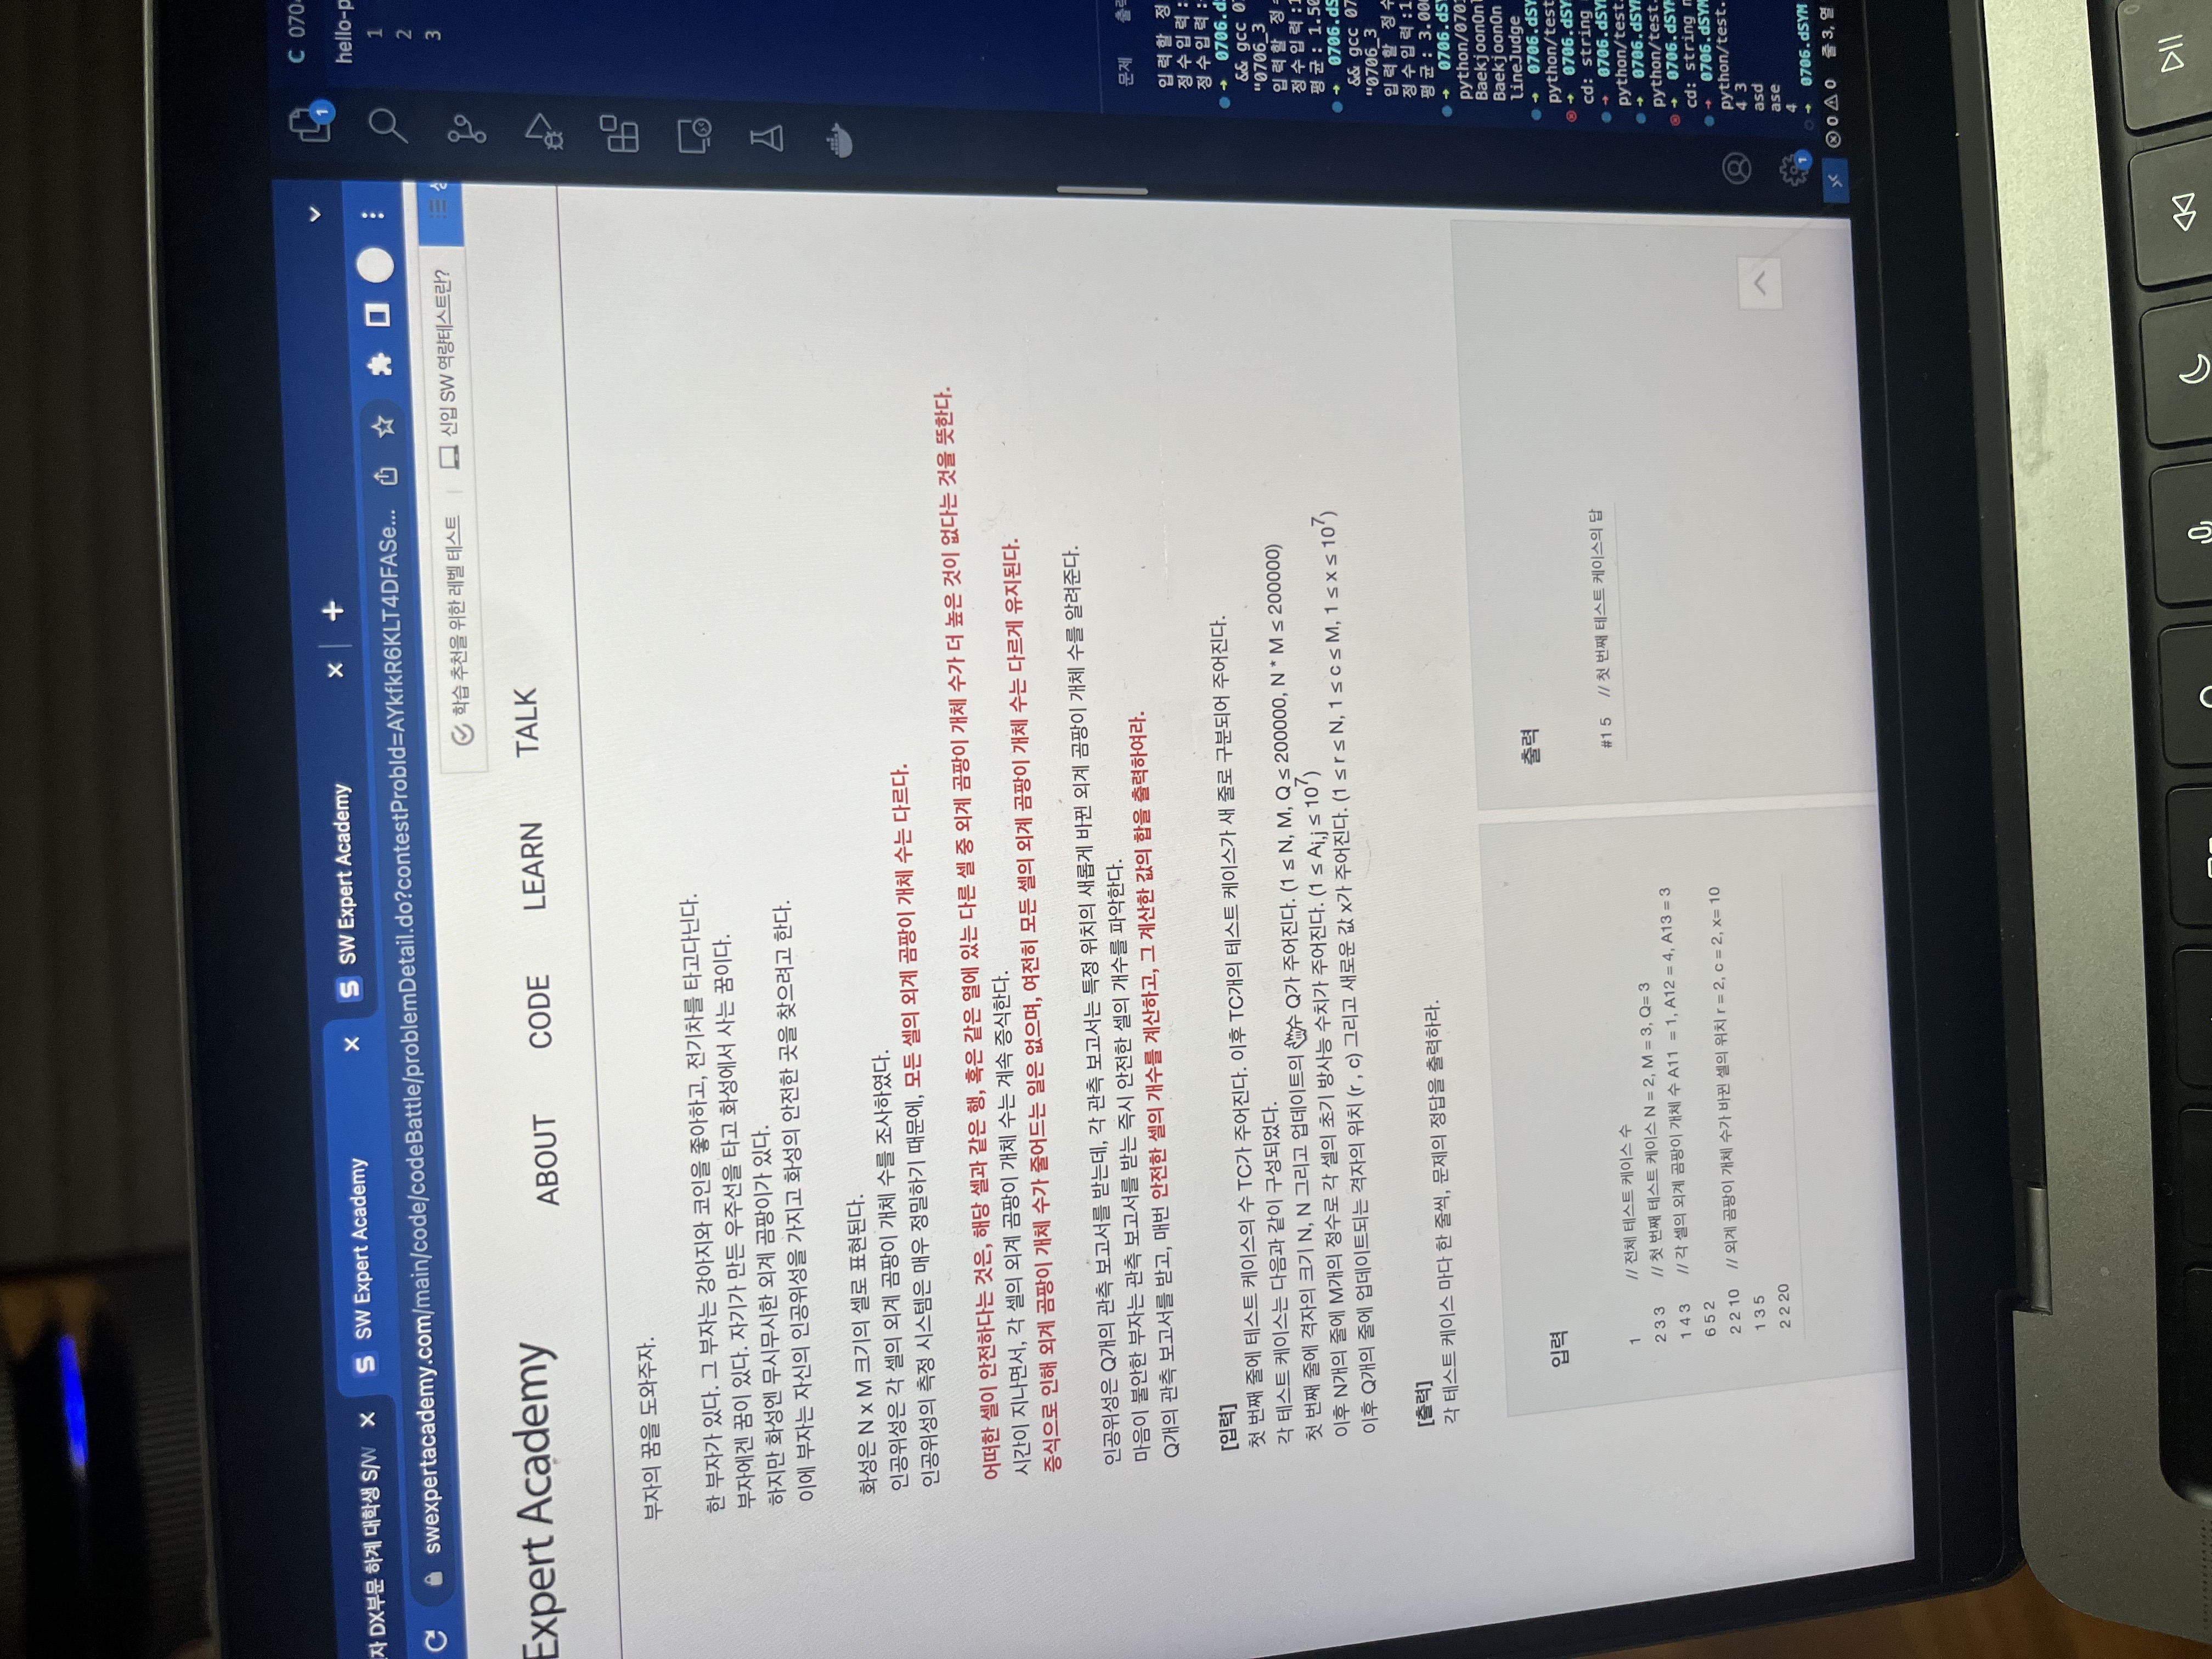 자 DX부문 하계 대학생 S/W
SW Expert Academy
SW Expert Academy
swexpertacademy.com/main/code/codeBattle/problemDetail.do?contestProbId=AYkfkR6KLT4DFASe...
학습 추천을 위한 레벨 테스트
신입 SW 역량테스트란?
Expert Academy
ABOUT
CODE
LEARN
TALK
부자의 꿈을 도와주자.
한 부자가 있다. 그 부자는 강아지와 코인을 좋아하고, 전기차를 타고다닌다.
부자에겐 꿈이 있다. 자기가 만든 우주선을 타고 화성에서 사는 꿈이다.
하지만 화성엔 무시무시한 외계 곰팡이가 있다.
이에 부자는 자신의 인공위성을 가지고 화성의 안전한 곳을 찾으려고 한다.
화성은 N x M 크기의 셀로 표현된다.
인공위성은 각 셀의 외계 곰팡이 개체 수를 조사하였다.
인공위성의 측정 시스템은 매우 정밀하기 때문에, 모든 셀의 외계 곰팡이 개체 수는 다르다.
어떠한 셀이 안전하다는 것은, 해당 셀과 같은 행, 혹은 같은 열에 있는 다른 셀 중 외계 곰팡이 개체 수가 더 높은 것이 없다는 것을 뜻한다.
시간이 지나면서, 각 셀의 외계 곰팡이 개체 수는 계속 증식한다.
증식으로 인해 외계 곰팡이 개체 수가 줄어드는 일은 없으며, 여전히 모든 셀의 외계 곰팡이 개체 수는 다르게 유지된다.
인공위성은 Q개의 관측 보고서를 받는데, 각 관측 보고서는 특정 위치의 새롭게 바뀐 외계 곰팡이 개체 수를 알려준다.
마음이 불안한 부자는 관측 보고서를 받는 즉시 안전한 셀의 개수를 파악한다.
Q개의 관측 보고서를 받고, 매번 안전한 셀의 개수를 계산하고, 그 계산한 값의 합을 출력하여라.
[입력]
첫 번째 줄에 테스트 케이스의 수 TC가 주어진다. 이후 TC개의 테스트 케이스가 새 줄로 구분되어 주어진다.
각 테스트 케이스는 다음과 같이 구성되었다.
첫 번째 줄에 격자의 크기 N, N 그리고 업데이트의 수 Q가 주어진다. (1 ≤ N, M, Q ≤ 200000, N * M ≤ 200000)
이후 N개의 줄에 M개의 정수로 각 셀의 초기 방사능 수치가 주어진다. (1 ≤ Ai,j ≤ 10^7)
이후 Q개의 줄에 업데이트되는 격자의 위치 (r , c) 그리고 새로운 값 x가 주어진다. (1 ≤ r ≤ N, 1 ≤ c ≤ M, 1 ≤ x ≤ 10^7)
[출력]
각 테스트 케이스 마다 한 줄씩, 문제의 정답을 출력하라.
입력
1 // 전체 테스트 케이스 수
2 3 3 // 첫 번째 테스트 케이스 N = 2, M = 3, Q= 3
1 4 3 // 각 셀의 외계 곰팡이 개체 수 A11 = 1, A12 = 4, A13 = 3
6 5 2
2 2 10 // 외계 곰팡이 개체 수가 바뀐 셀의 위치 r = 2, c = 2, x= 10
1 3 5
2 2 20
출력
#1 5 // 첫 번째 테스트 케이스의 답
C 070
hello-p
1
2
3
문제
입력할 정
정수입력:
정수입력:
0706.dS
&& gcc 0
"0706_3
입력할 정
정수입력:1
평균: 1.50
0706.dS
&& gcc 07
"0706_3
입력할 정수
정수입력:1
평균: 3.00
0706.dSY
python/070
BaekjoonOnl
BaekjoonOn
lineJudge
0706.dSY
python/test
0706.dSY
cd: string
0706.dSY
python/test.
0706.dSYM
python/test.
0706.dSYM
cd: string n
0706.dSYM
python/test.
4 3
asd
ase
4
0706.dSYM
0 0 줄 3, 열